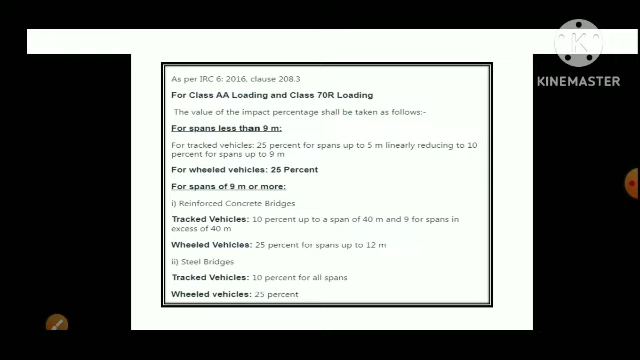 KINEMASTER
As per IRC 6: 2016, clause 208.3
For Class AA Loading and Class 70R Loading
The value of the impact percentage shall be taken as follows:-
For spans less than 9 m:
For tracked vehicles: 25 percent for spans up to 5 m linearly reducing to 10
percent for spans up to 9 m
For wheeled vehicles: 25 Percent
For spans of 9 m or more:
i) Reinforced Concrete Bridges
Tracked Vehicles: 10 percent up to a span of 40 m and 9 for spans in
excess of 40 m
Wheeled Vehicles: 25 percent for spans up to 12 m
ii) Steel Bridges
Tracked Vehicles: 10 percent for all spans
Wheeled vehicles: 25 percent